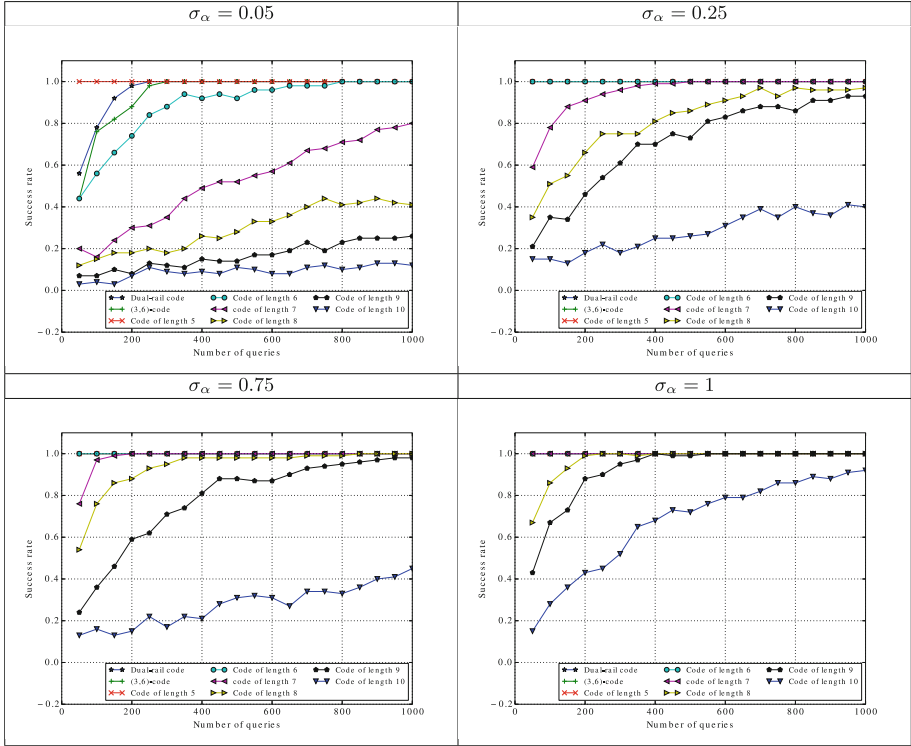 σ_α = 0.05
σ_α = 0.25
Success rate
1.0
0.8
0.6
0.4
0.2
0.0
−0.2
0
200
400
600
800
1000
Number of queries
Dual-rail code
(3,6)-code
Code of length 5
Code of length 6
code of length 7
Code of length 8
Code of length 9
Code of length 10
Success rate
1.0
0.8
0.6
0.4
0.2
0.0
−0.2
0
200
400
600
800
1000
Number of queries
Dual-rail code
(3,6)-code
Code of length 5
Code of length 6
code of length 7
Code of length 8
Code of length 9
Code of length 10
σ_α = 0.75
σ_α = 1
Success rate
1.0
0.8
0.6
0.4
0.2
0.0
−0.2
0
200
400
600
800
1000
Number of queries
Dual-rail code
(3,6)-code
Code of length 5
Code of length 6
code of length 7
Code of length 8
Code of length 9
Code of length 10
Success rate
1.0
0.8
0.6
0.4
0.2
0.0
−0.2
0
200
400
600
800
1000
Number of queries
Dual-rail code
(3,6)-code
Code of length 5
Code of length 6
code of length 7
Code of length 8
Code of length 9
Code of length 10